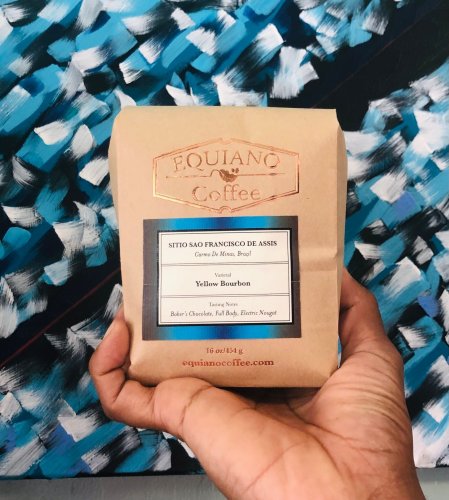 EQUIANO
Coffee
SITIO SAO FRANCISCO DE ASSIS
Carmo De Minas, Brazil
Varietal
Yellow Bourbon
Tasting Notes
Baker's Chocolate, Full Body, Electric Nougat
16 oz/454 g
equianocoffee.com